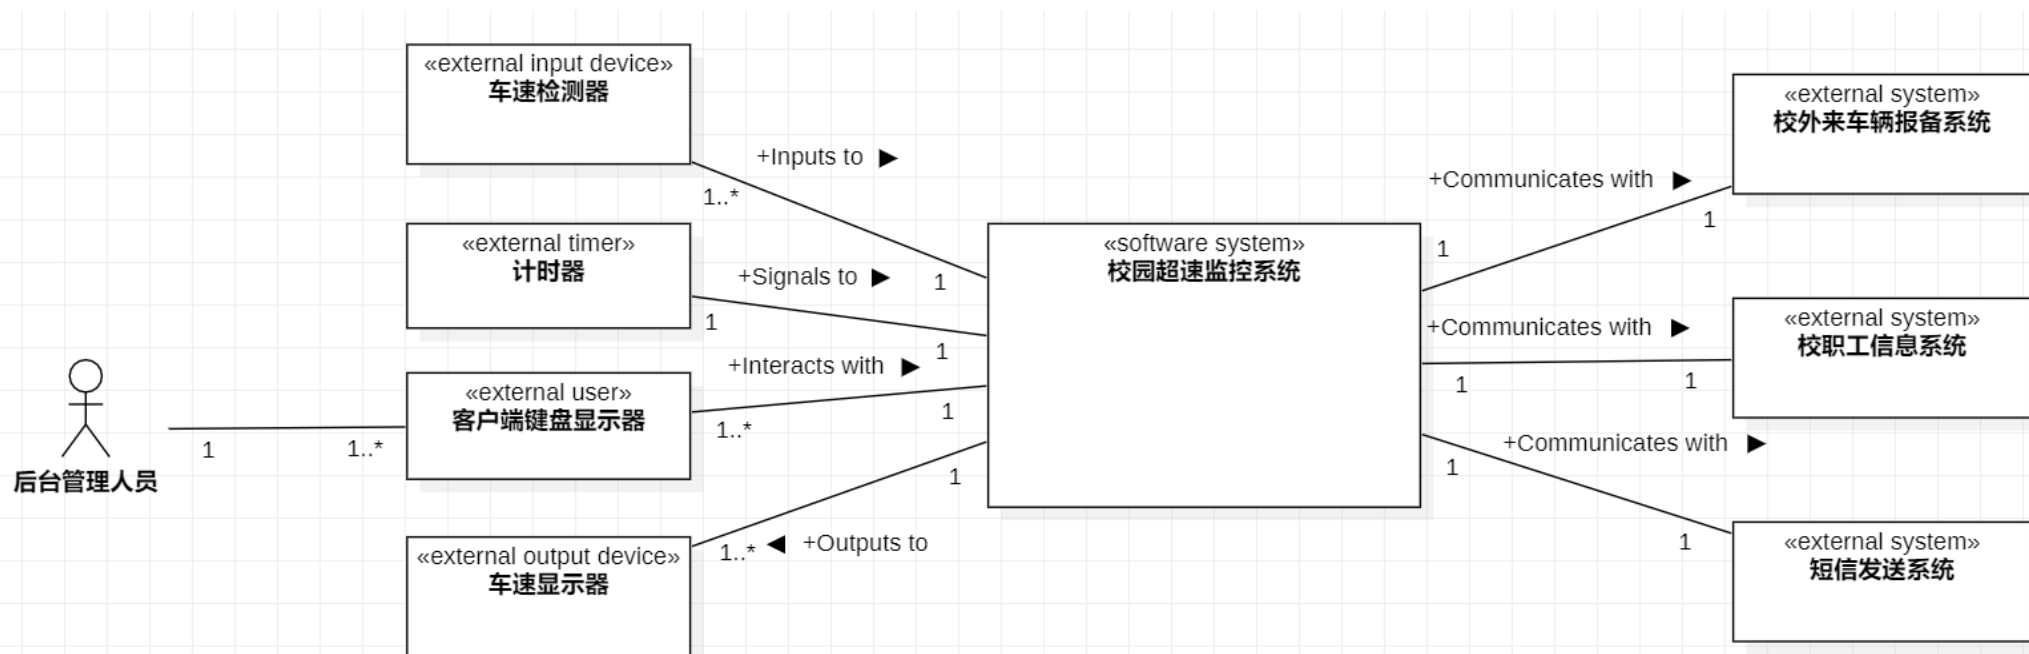 «external input device»
车速检测器
+Inputs to ▶
1..*
1
«external timer»
计时器
+Signals to ▶
1
1
后台管理人员
1
1..*
«external user»
客户端键盘显示器
+Interacts with ▶
1..*
1
«external output device»
车速显示器
1..*
◀ +Outputs to
1
«software system»
校园超速监控系统
+Communicates with ▶
1
1
«external system»
校外来车辆报备系统
+Communicates with ▶
1
1
«external system»
校职工信息系统
+Communicates with ▶
1
1
«external system»
短信发送系统